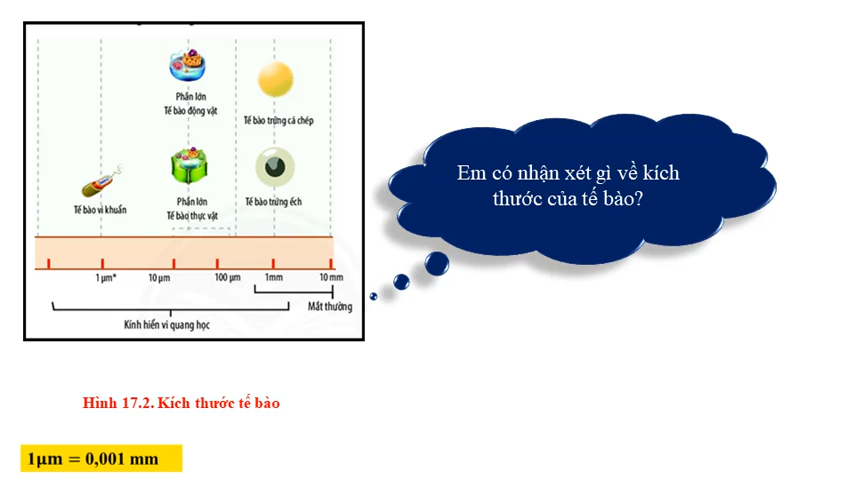 Phần lớn
Tế bào động vật
Tế bào trứng cá chép
Tế bào vi khuẩn
Phần lớn
Tế bào thực vật
Tế bào trứng ếch
1 μm* 10 μm 100 μm 1mm 10 mm
Mắt thường
Kính hiển vi quang học
Em có nhận xét gì về kích
thước của tế bào?
Hình 17.2. Kích thước tế bào
1μm = 0,001 mm